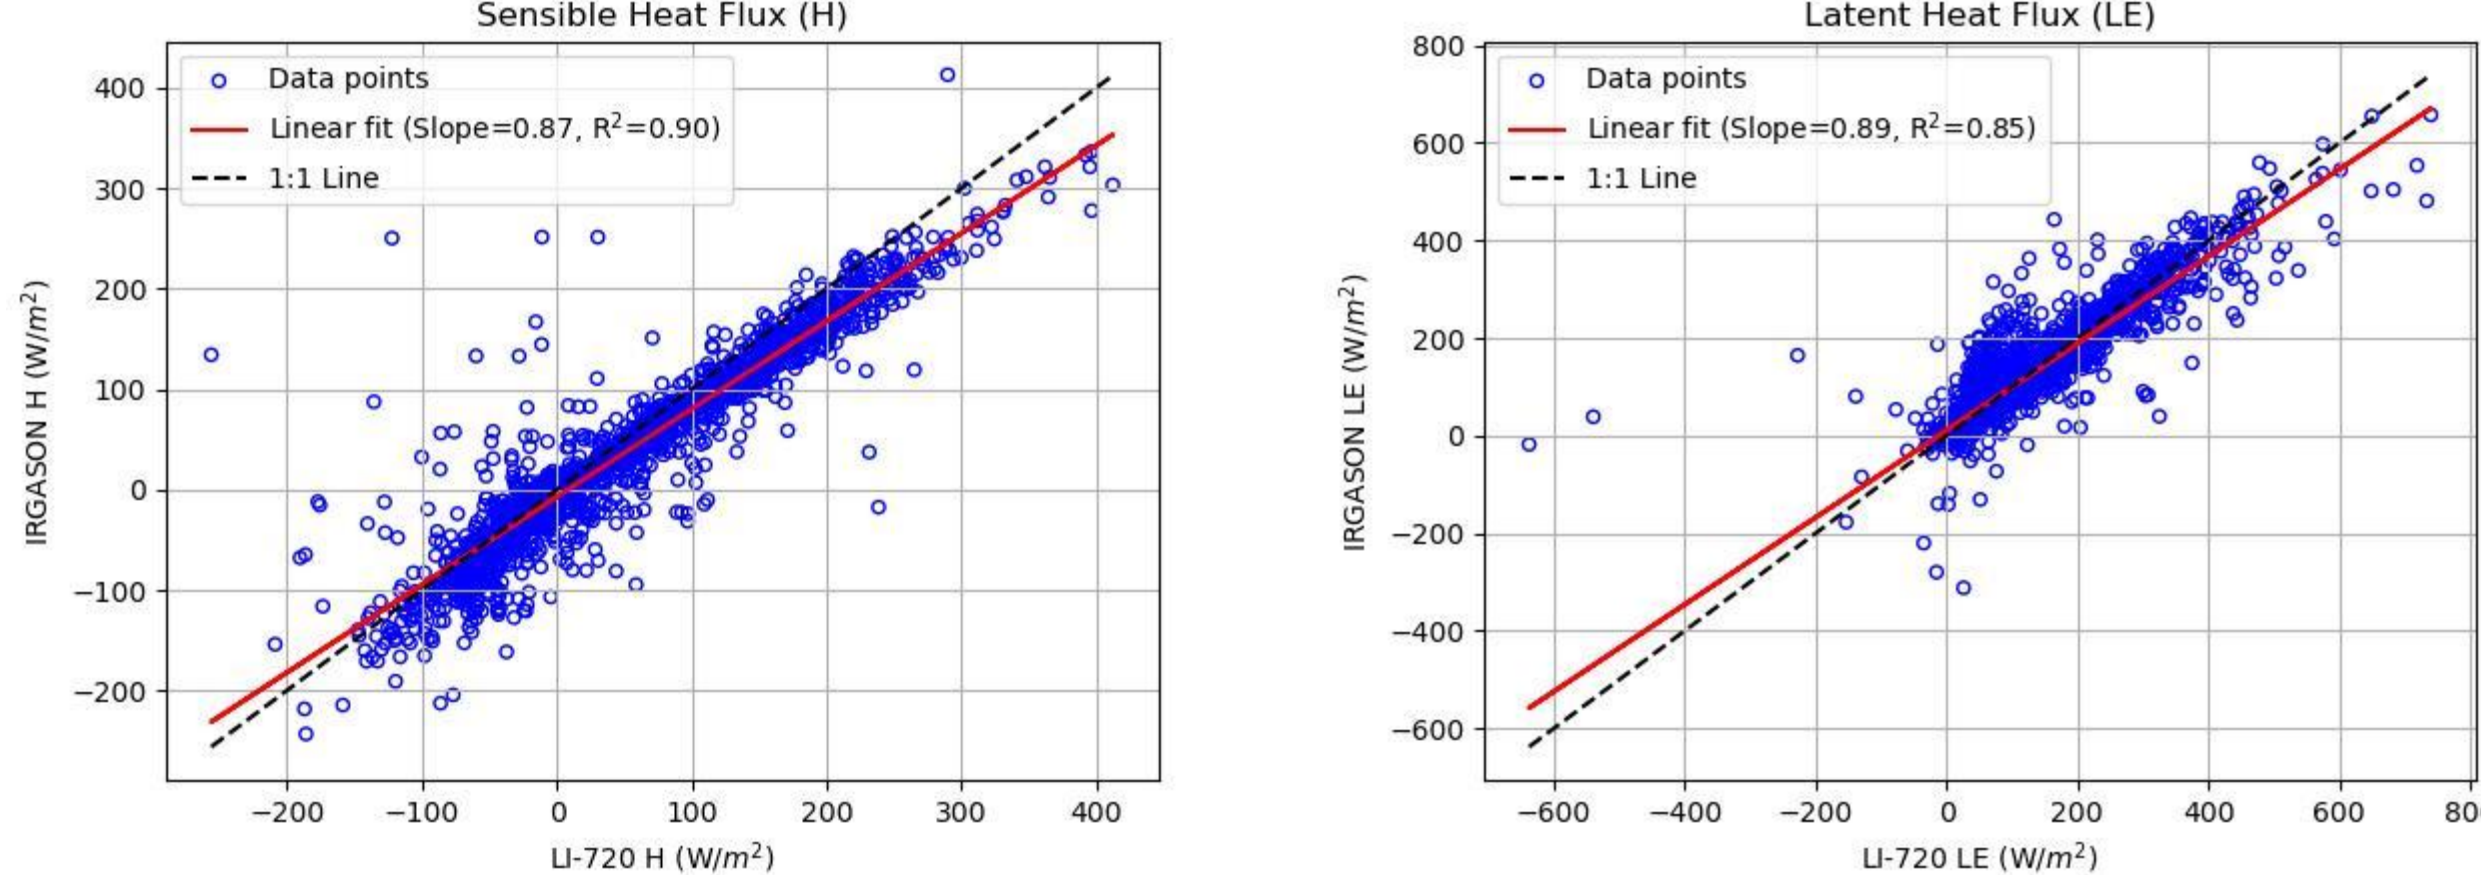 Sensible Heat Flux (H)
Data points
Linear fit (Slope=0.87, R²=0.90)
1:1 Line
400
300
200
100
0
−100
−200
IRGASON H (W/m²)
−200 −100 0 100 200 300 400
LI-720 H (W/m²)
Latent Heat Flux (LE)
Data points
Linear fit (Slope=0.89, R²=0.85)
1:1 Line
800
600
400
200
0
−200
−400
−600
IRGASON LE (W/m²)
−600 −400 −200 0 200 400 600 80
LI-720 LE (W/m²)